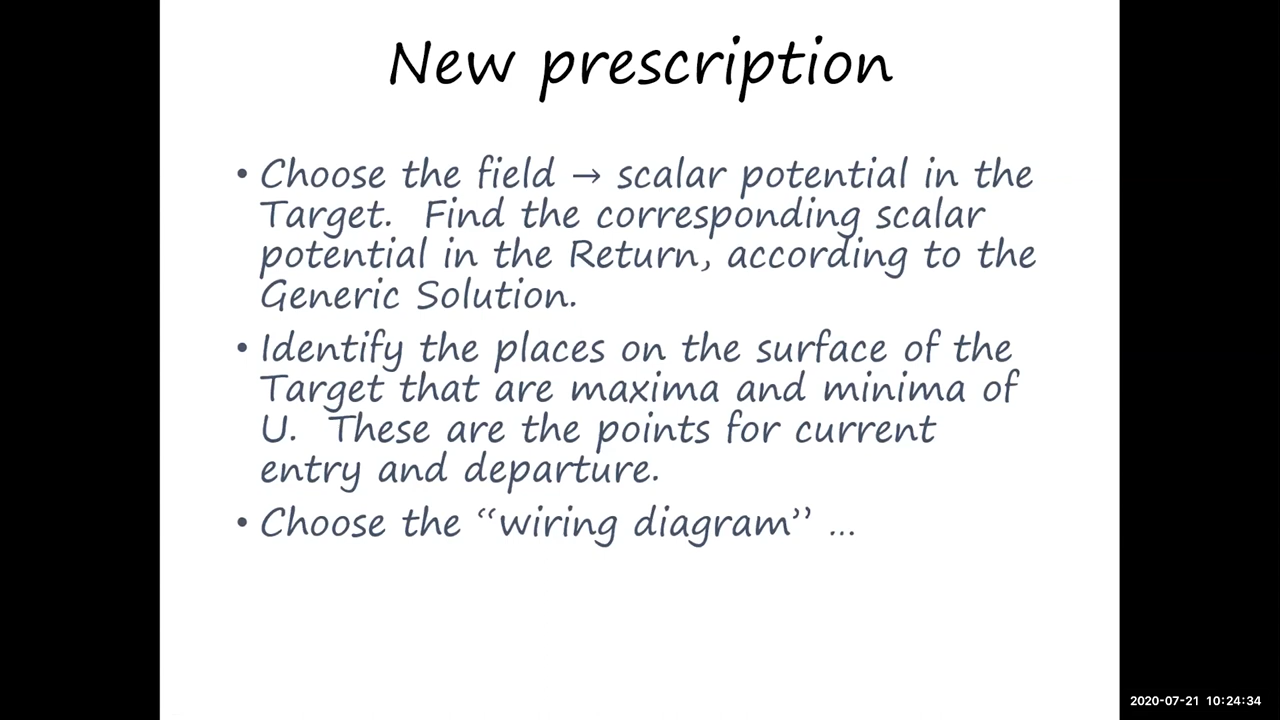 New prescription
• Choose the field → scalar potential in the
Target. Find the corresponding scalar
potential in the Return, according to the
Generic Solution.
• Identify the places on the surface of the
Target that are maxima and minima of
U. These are the points for current
entry and departure.
• Choose the “wiring diagram” ...
2020-07-21 10:24:34